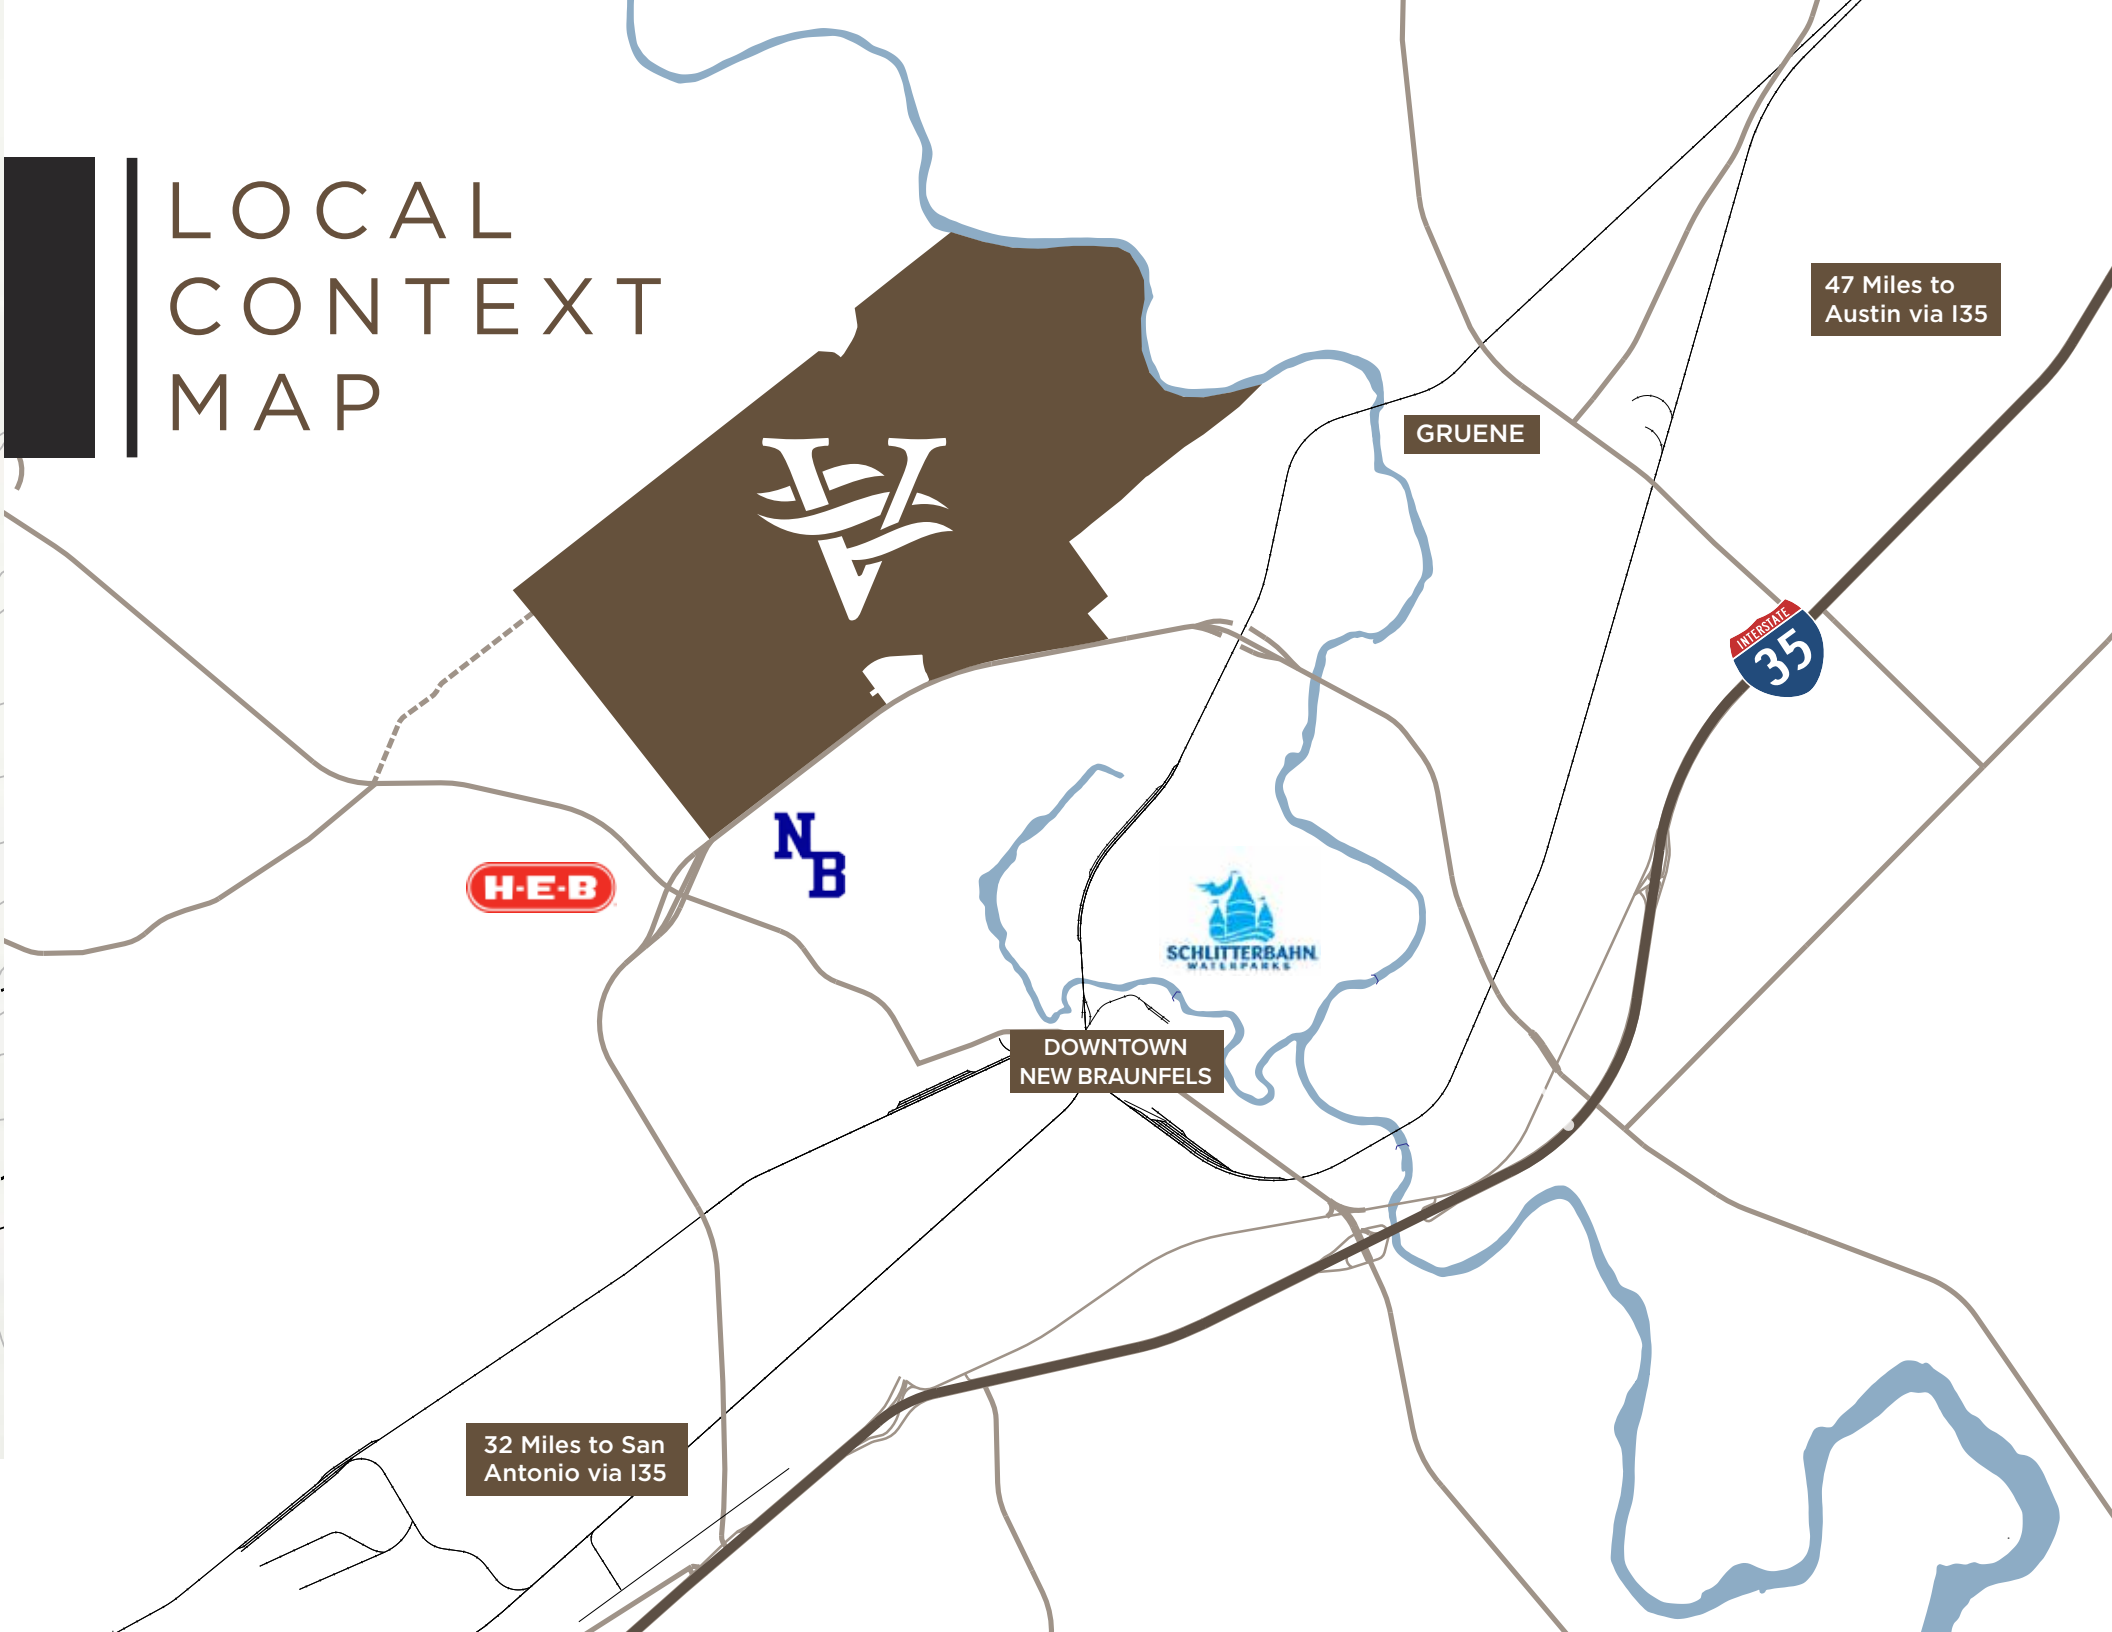 LOCAL
CONTEXT
MAP
47 Miles to
Austin via I35
GRUENE
INTERSTATE
35
NB
H-E-B
SCHLITTERBAHN
WATERPARKS
DOWNTOWN
NEW BRAUNFELS
32 Miles to San
Antonio via I35